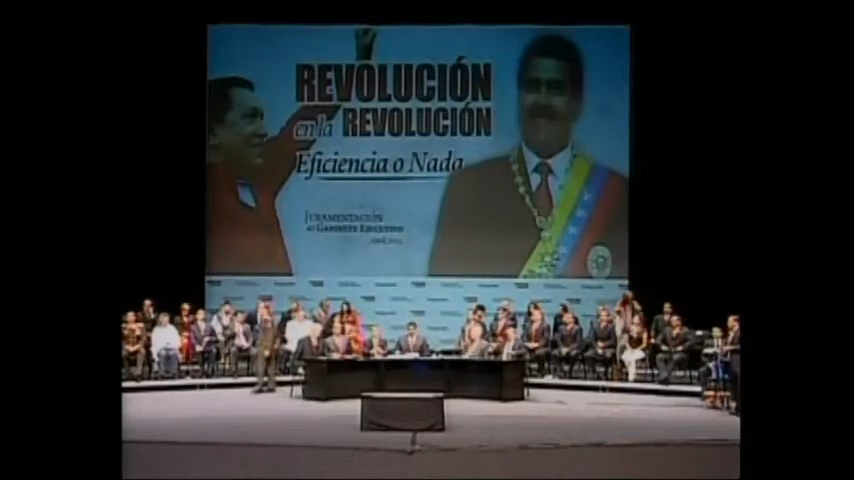 REVOLUCIÓN
en la REVOLUCIÓN
Eficiencia o Nada
JURAMENTACIÓN
del GABINETE EJECUTIVO